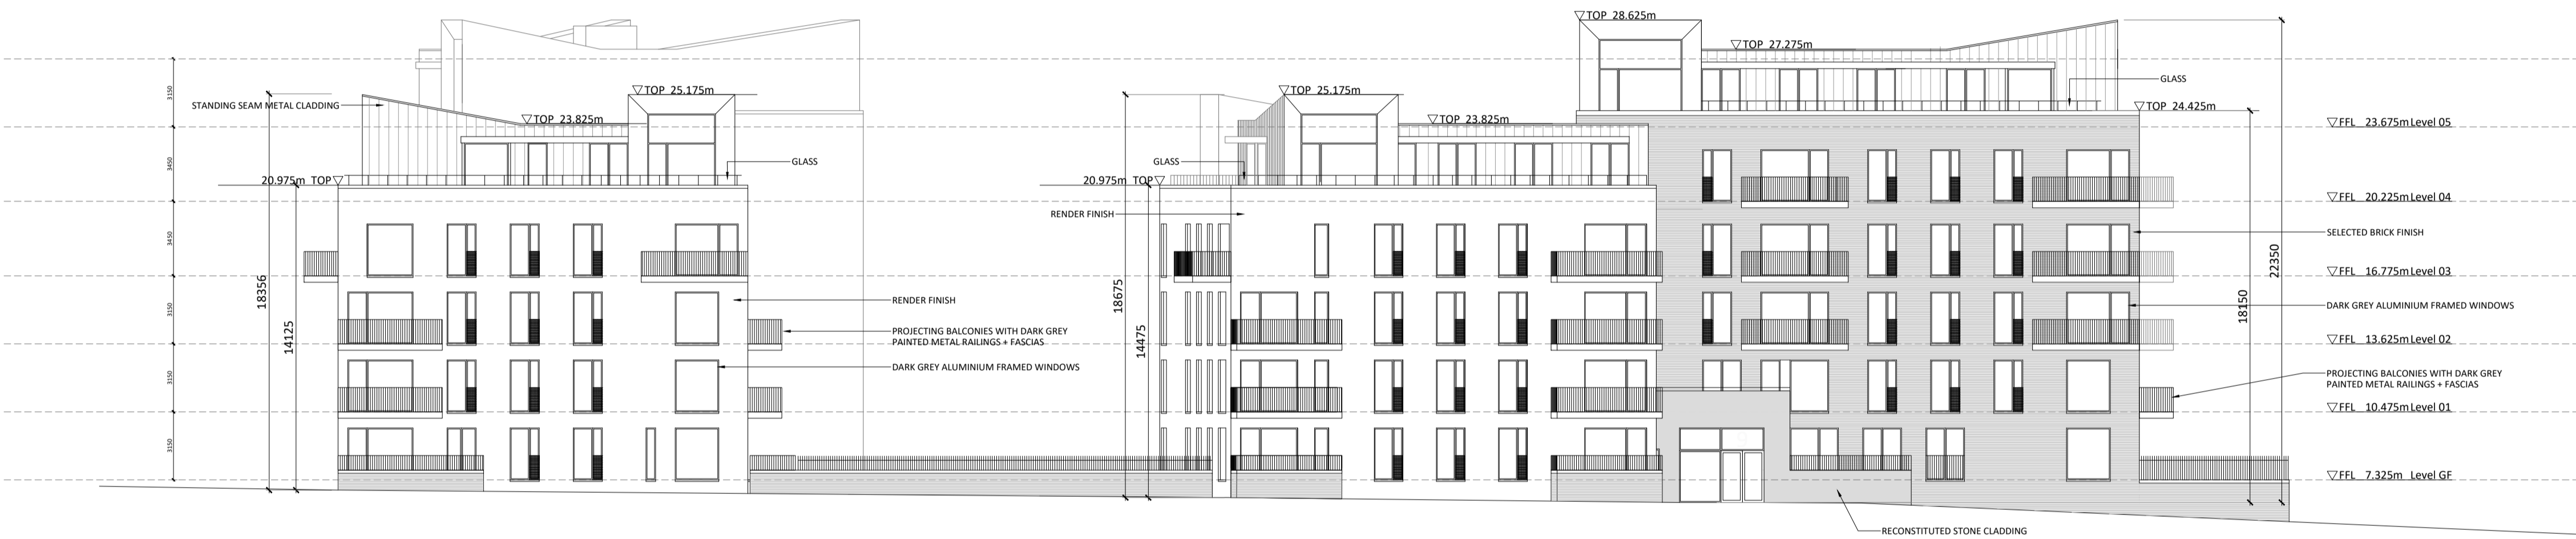 TOP 28.625m
TOP 27.275m
GLASS
3150
STANDING SEAM METAL CLADDING
TOP 25.175m
TOP 23.825m
TOP 25.175m
TOP 23.825m
TOP 24.425m
FFL 23.675m Level 05
3450
GLASS
GLASS
20.975m TOP
20.975m TOP
FFL 20.225m Level 04
RENDER FINISH
SELECTED BRICK FINISH
3450
22350
FFL 16.775m Level 03
18356
18675
18150
RENDER FINISH
DARK GREY ALUMINIUM FRAMED WINDOWS
3150
14125
14475
PROJECTING BALCONIES WITH DARK GREY
PAINTED METAL RAILINGS + FASCIAS
FFL 13.625m Level 02
DARK GREY ALUMINIUM FRAMED WINDOWS
3150
PROJECTING BALCONIES WITH DARK GREY
PAINTED METAL RAILINGS + FASCIAS
FFL 10.475m Level 01
3150
FFL 7.325m Level GF
RECONSTITUTED STONE CLADDING